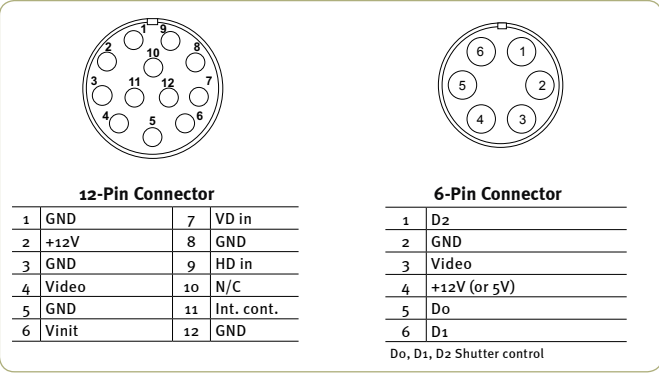 1 9
2 8
10
3 11 12 7
4 5 6
6 1
5 2
4 3
12-Pin Connector
1 GND 7 VD in
2 +12V 8 GND
3 GND 9 HD in
4 Video 10 N/C
5 GND 11 Int. cont.
6 Vinit 12 GND
6-Pin Connector
1 D2
2 GND
3 Video
4 +12V (or 5V)
5 D0
6 D1
D0, D1, D2 Shutter control